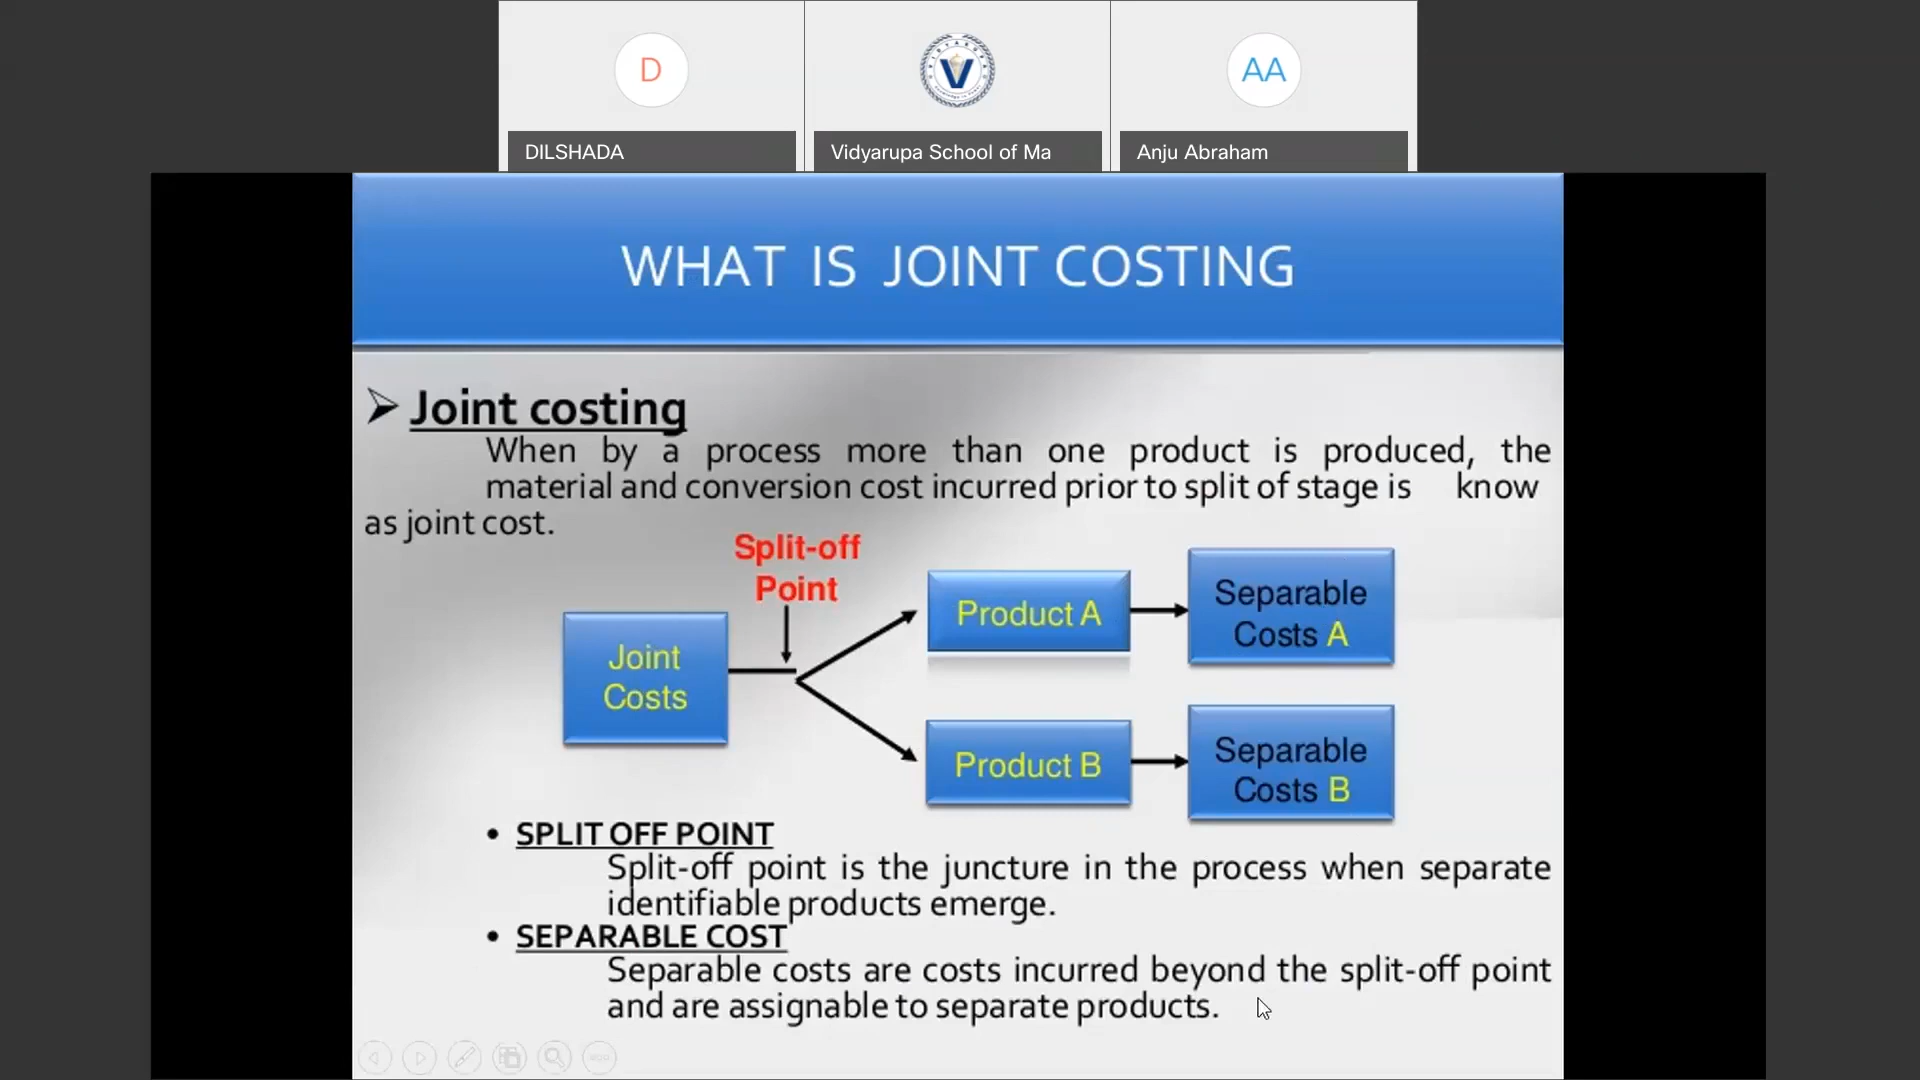 D
AA
DILSHADA
Vidyarupa School of Ma
Anju Abraham
WHAT IS JOINT COSTING
Joint costing
When by a process more than one product is produced, the
material and conversion cost incurred prior to split of stage is know
as joint cost.
Split-off
Point
Joint
Costs
Product A
Separable
Costs A
Product B
Separable
Costs B
• SPLIT OFF POINT
Split-off point is the juncture in the process when separate
identifiable products emerge.
• SEPARABLE COST
Separable costs are costs incurred beyond the split-off point
and are assignable to separate products.